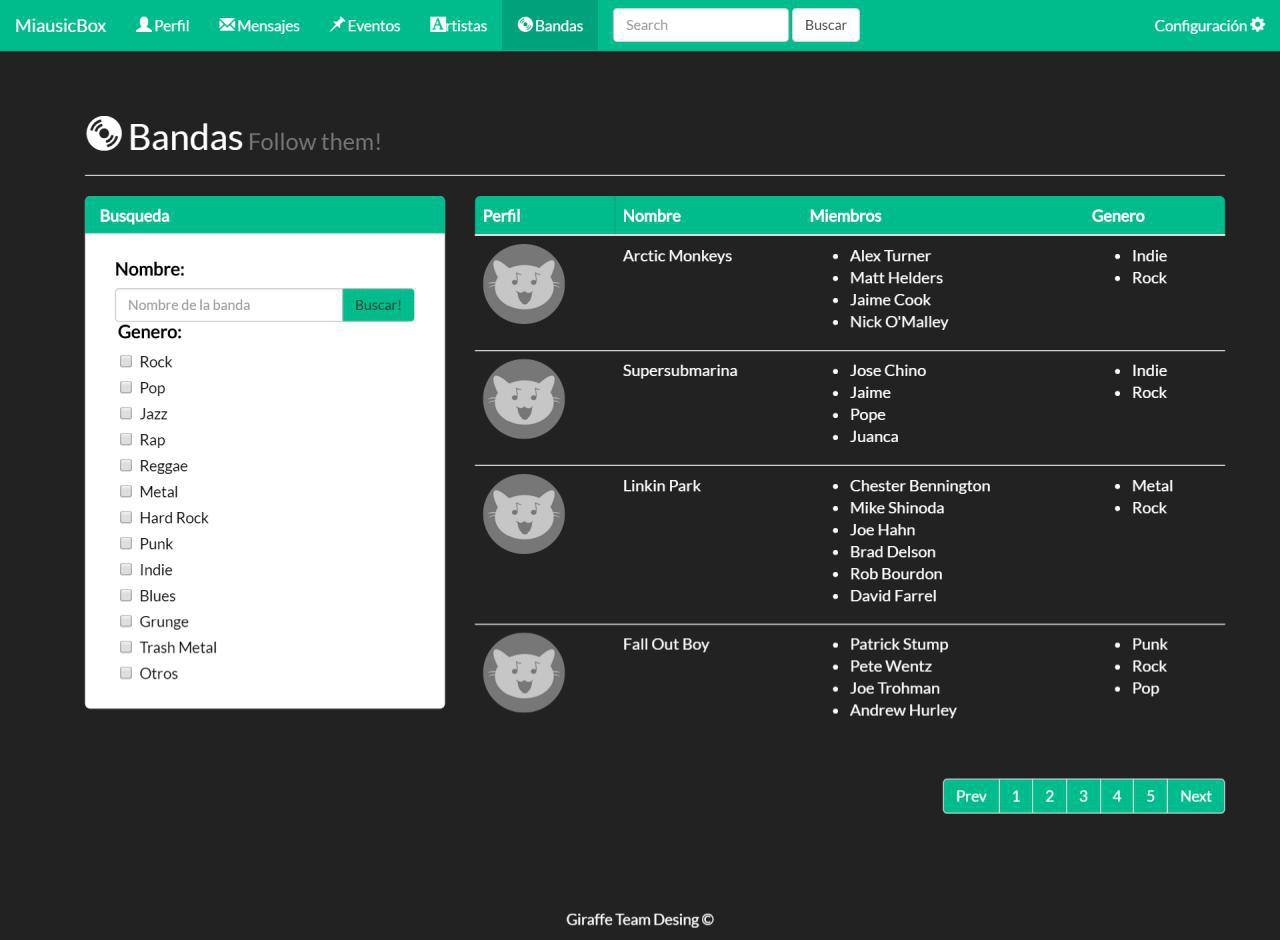 MiausicBox Perfil Mensajes Eventos Artistas Bandas Search Buscar Configuración
Bandas Follow them!
Busqueda
Nombre:
Nombre de la banda Buscar!
Genero:
Rock
Pop
Jazz
Rap
Reggae
Metal
Hard Rock
Punk
Indie
Blues
Grunge
Trash Metal
Otros
Perfil Nombre Miembros Genero
Arctic Monkeys
• Alex Turner
• Matt Helders
• Jaime Cook
• Nick O'Malley
• Indie
• Rock
Supersubmarina
• Jose Chino
• Jaime
• Pope
• Juanca
• Indie
• Rock
Linkin Park
• Chester Bennington
• Mike Shinoda
• Joe Hahn
• Brad Delson
• Rob Bourdon
• David Farrel
• Metal
• Rock
Fall Out Boy
• Patrick Stump
• Pete Wentz
• Joe Trohman
• Andrew Hurley
• Punk
• Rock
• Pop
Prev 1 2 3 4 5 Next
Giraffe Team Desing ©